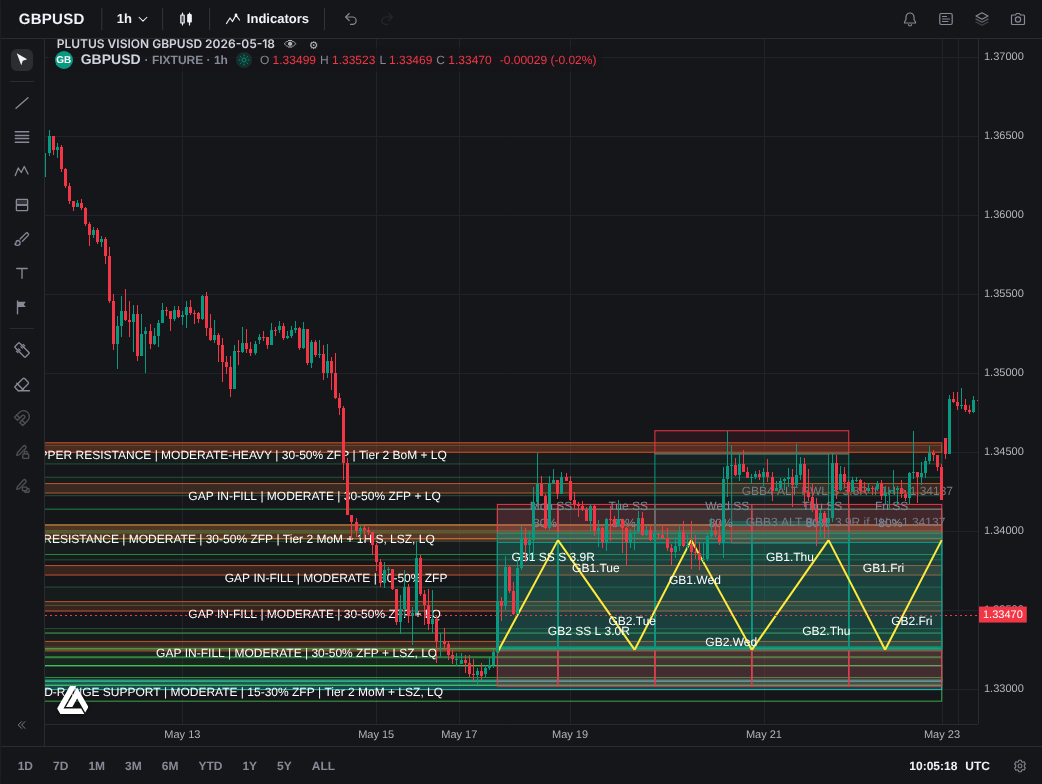 GBPUSD 1h Indicators
PLUTUS VISION GBPUSD 2026-05-18
GB GBPUSD · FIXTURE · 1h O 1.33499 H 1.33523 L 1.33469 C 1.33470 -0.00029 (-0.02%)
1.37000
1.36500
1.36000
1.35500
1.35000
1.34500
PPER RESISTANCE | MODERATE-HEAVY | 30-50% ZFP | Tier 2 BoM + LQ
GAP IN-FILL | MODERATE | 30-50% ZFP + LQ
Tue SS
Wed SS
Fri SS
80%
80%
80%
1.34000
RESISTANCE | MODERATE | 30-50% ZFP | Tier 2 MoM + 1H S, LSZ, LQ
GB1 SS S 3.9R
GB1.Tue
GB1.Wed
GB1.Thu
GB1.Fri
GAP IN-FILL | MODERATE | 30-50% ZFP
GAP IN-FILL | MODERATE | 30-50% ZFP + LQ
1.33470
GB2 SS L 3.0R
GB2.Tue
GB2.Wed
GB2.Thu
GB2.Fri
GAP IN-FILL | MODERATE | 30-50% ZFP + LSZ, LQ
D-RANGE SUPPORT | MODERATE | 15-30% ZFP | Tier 2 MoM + LSZ, LQ
1.33000
May 13 May 15 May 17 May 19 May 21 May 23
1D 7D 1M 3M 6M YTD 1Y 5Y ALL 10:05:18 UTC